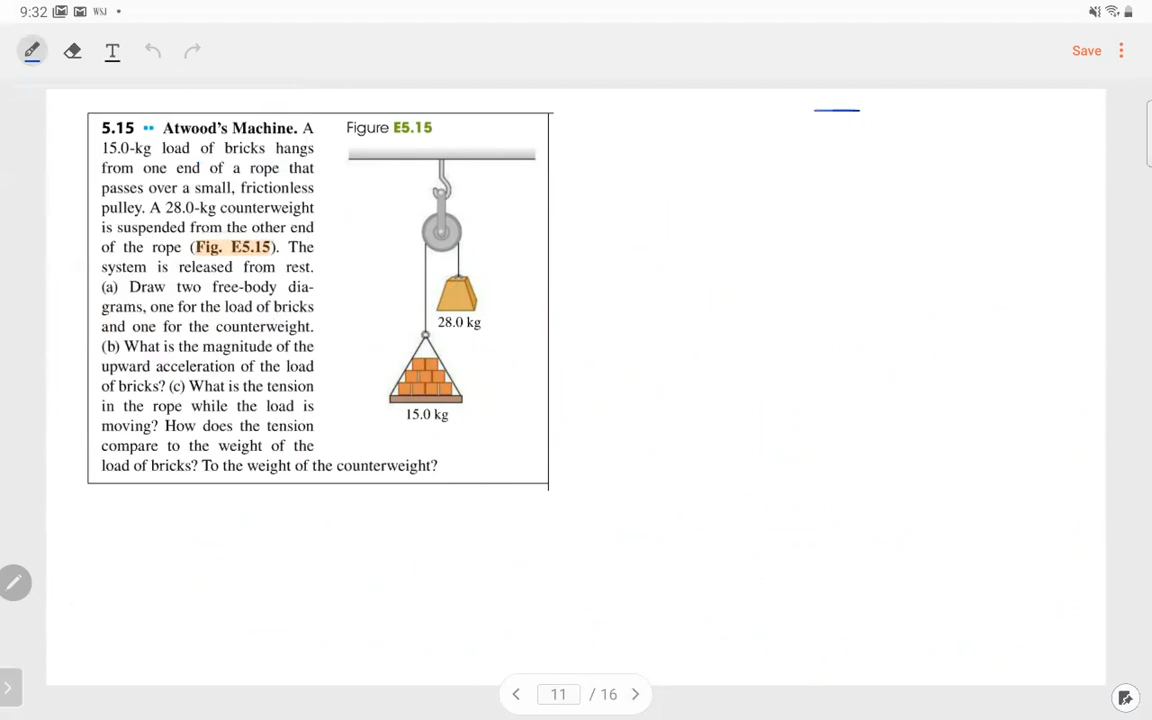 9:32 WSJ
T
Save
5.15 •• Atwood's Machine. A
15.0-kg load of bricks hangs
from one end of a rope that
passes over a small, frictionless
pulley. A 28.0-kg counterweight
is suspended from the other end
of the rope (Fig. E5.15). The
system is released from rest.
(a) Draw two free-body dia-
grams, one for the load of bricks
and one for the counterweight.
(b) What is the magnitude of the
upward acceleration of the load
of bricks? (c) What is the tension
in the rope while the load is
moving? How does the tension
compare to the weight of the
load of bricks? To the weight of the counterweight?
Figure E5.15
28.0 kg
15.0 kg
11 / 16